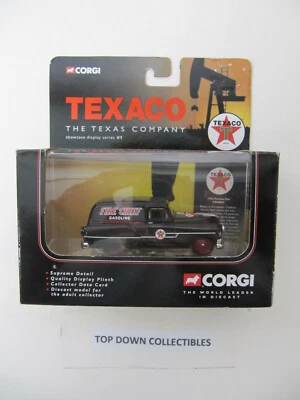 CORGI
TEXACO
THE TEXAS COMPANY
showcase display series #1
TEXACO
T
FIRE-CHIEF
GASOLINE
• Supreme Detail
• Quality Display Plinth
• Collector Data Card
• Diecast model for
the adult collector
CORGI
THE WORLD LEADER
IN DIECAST
TOP DOWN COLLECTIBLES